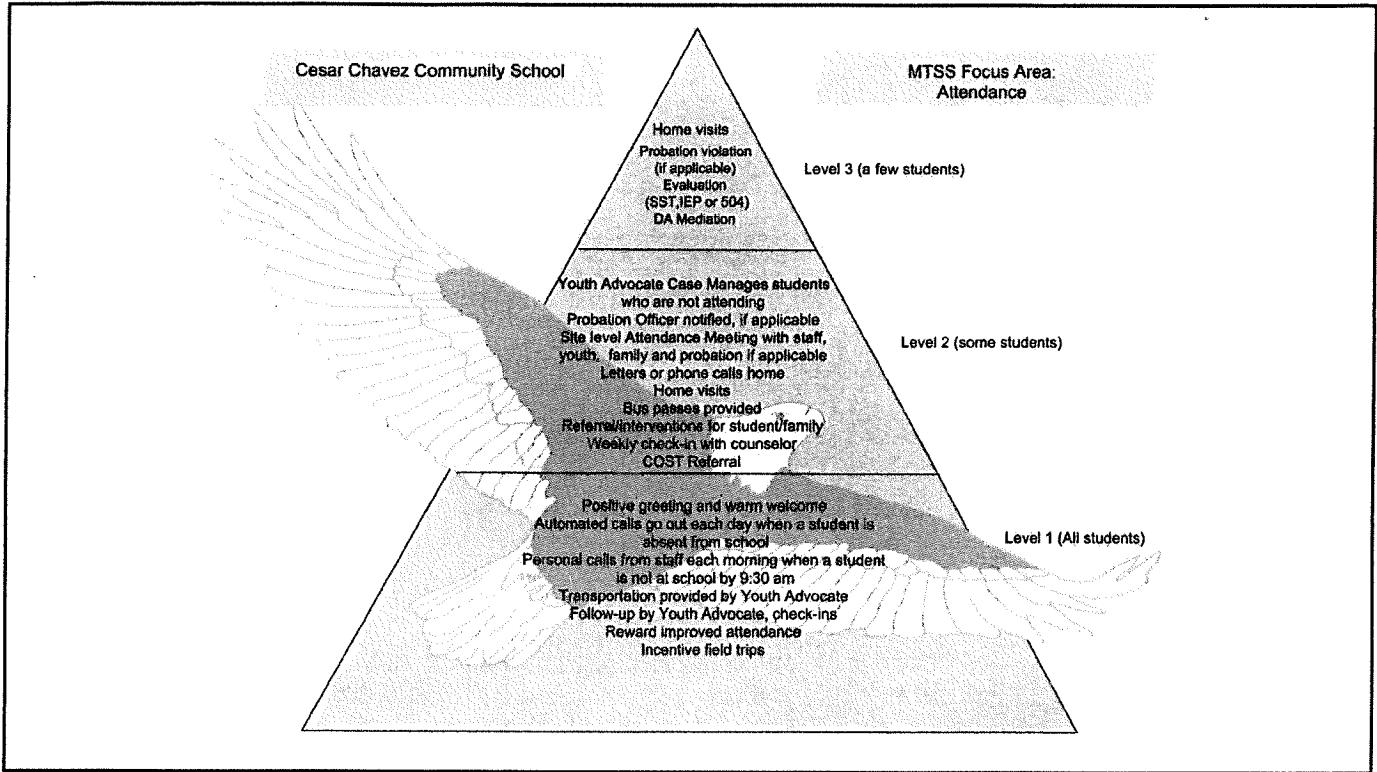 Cesar Chavez Community School
MTSS Focus Area:
Attendance
Home visits
Probation violation
(if applicable)
Evaluation
(SST,IEP or 504)
DA Mediation
Level 3 (a few students)
Youth Advocate Case Manages students
who are not attending
Probation Officer notified, if applicable
Site level Attendance Meeting with staff,
youth, family and probation if applicable
Letters or phone calls home
Home visits
Bus passes provided
Referral/interventions for student/family
Weekly check-in with counselor
COST Referral
Level 2 (some students)
Positive greeting and warm welcome
Automated calls go out each day when a student is
absent from school
Personal calls from staff each morning when a student
is not at school by 9:30 am
Transportation provided by Youth Advocate
Follow-up by Youth Advocate, check-ins
Reward improved attendance
Incentive field trips
Level 1 (All students)